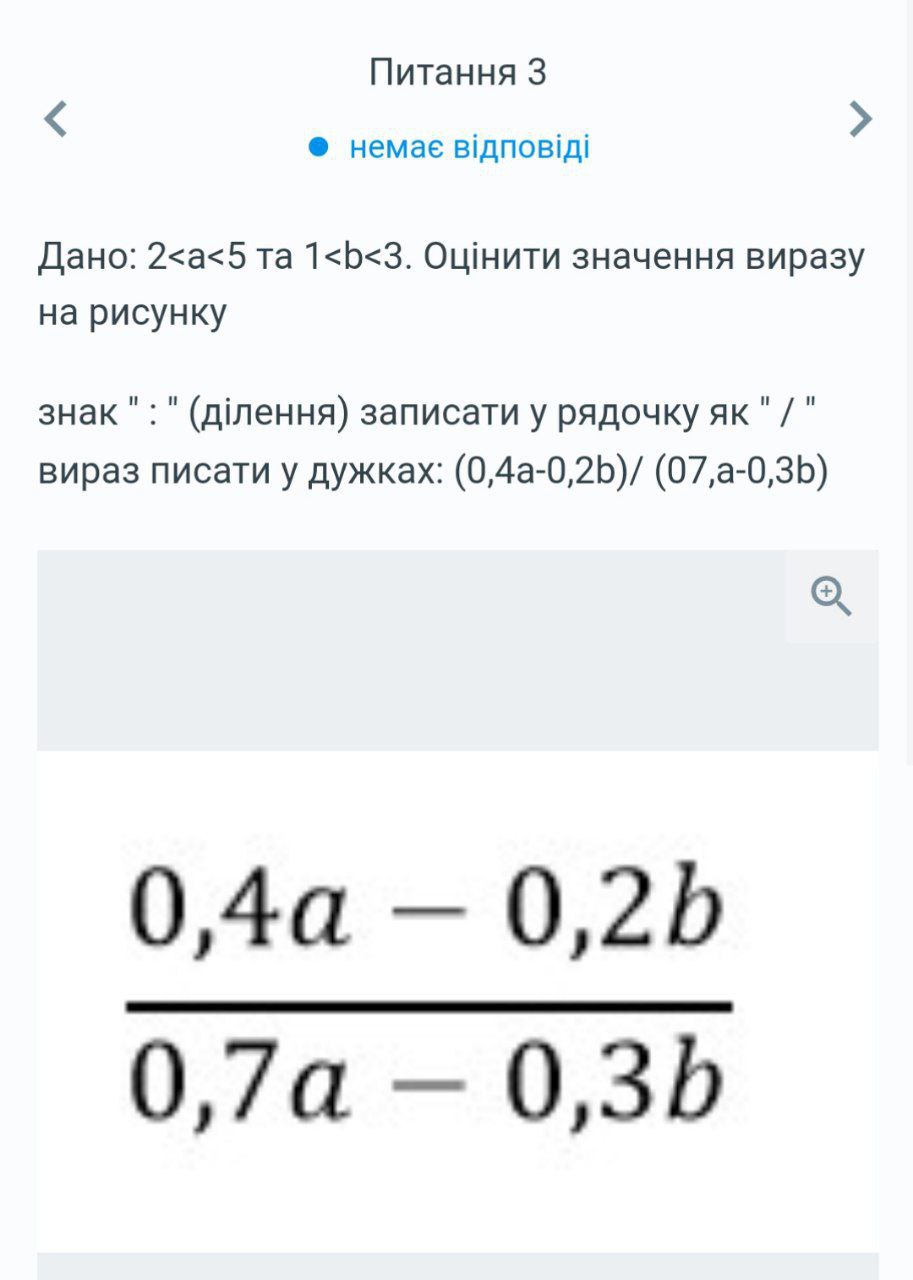 Питання 3
немає відповіді
Дано: 2<a<5 та 1<b<3. Оцінити значення виразу
на рисунку
знак " : " (ділення) записати у рядочку як " / "
вираз писати у дужках: (0,4a-0,2b)/ (07,a-0,3b)
0,4a − 0,2b
0,7a − 0,3b